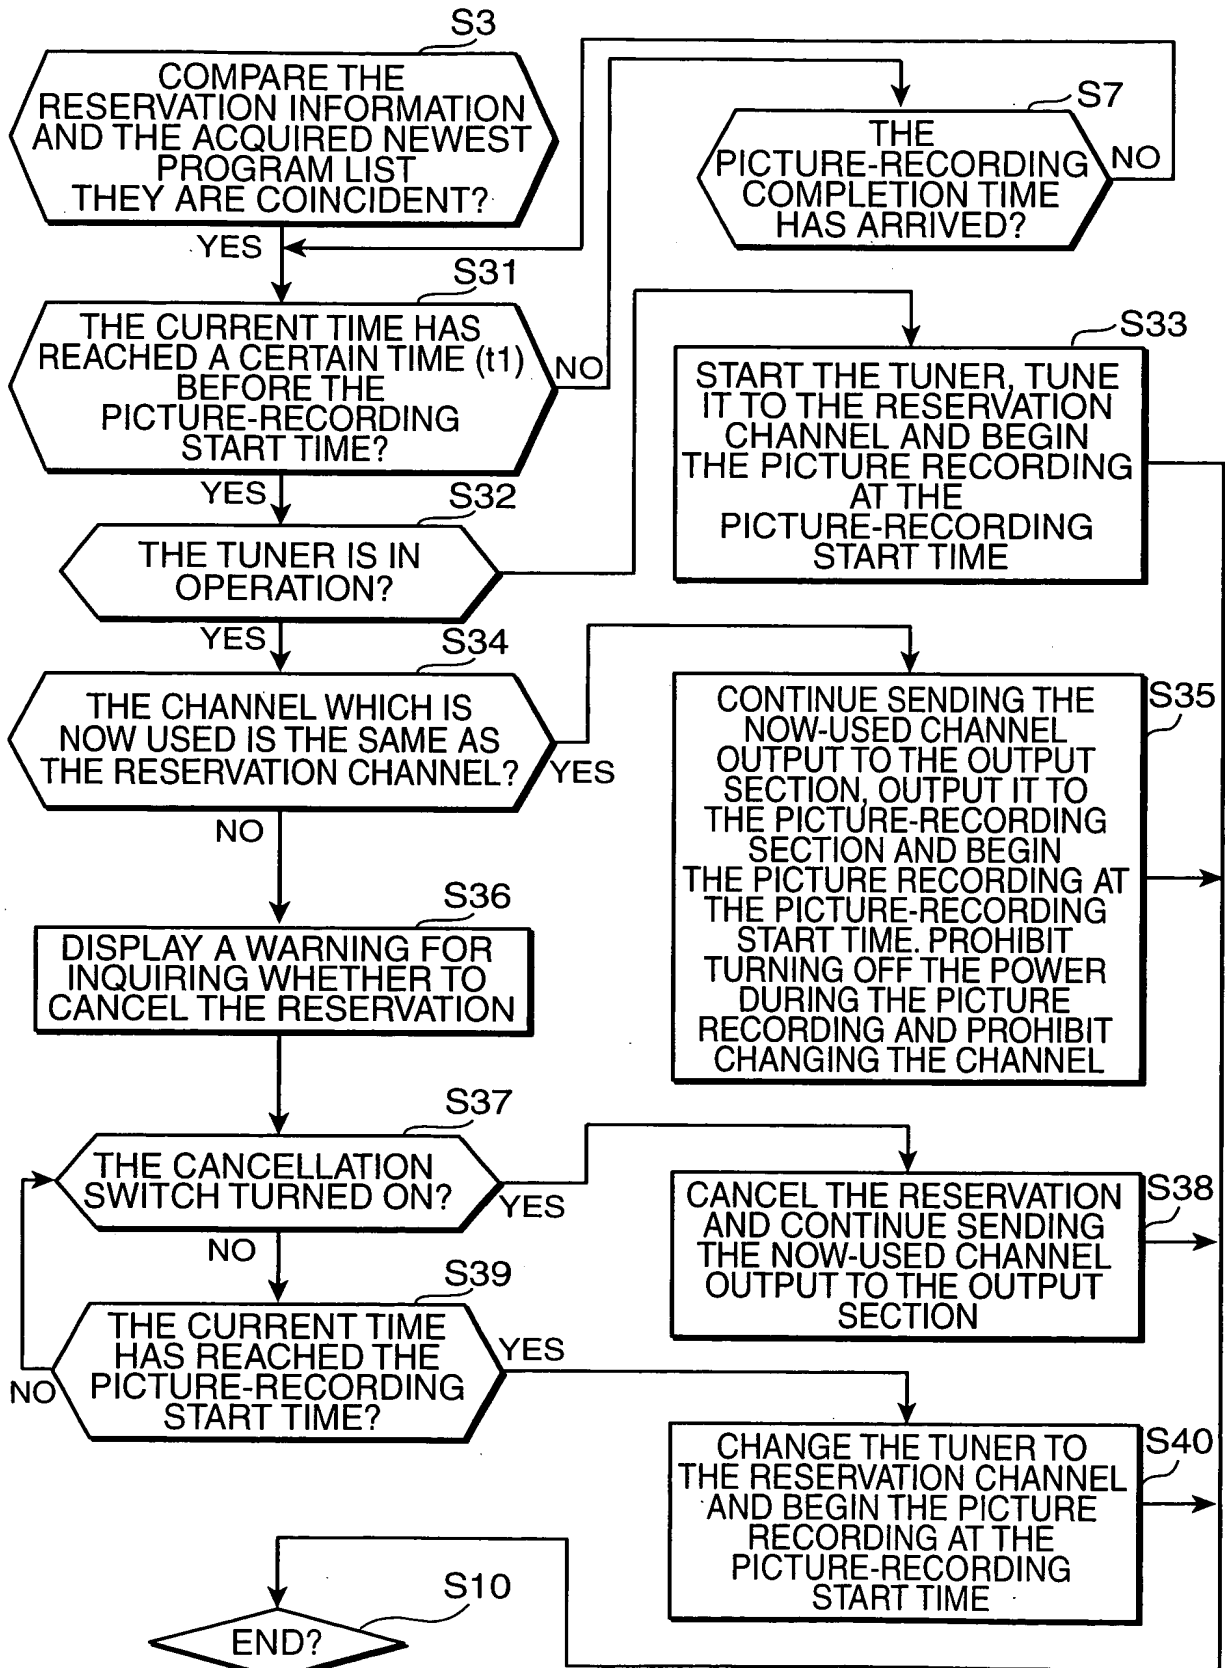 S3
COMPARE THE
RESERVATION INFORMATION
AND THE ACQUIRED NEWEST
PROGRAM LIST
THEY ARE COINCIDENT?
YES
S7
THE
PICTURE-RECORDING
COMPLETION TIME
HAS ARRIVED?
NO
S31
THE CURRENT TIME HAS
REACHED A CERTAIN TIME (t1)
BEFORE THE
PICTURE-RECORDING
START TIME?
NO
YES
S32
THE TUNER IS IN
OPERATION?
YES
S33
START THE TUNER, TUNE
IT TO THE RESERVATION
CHANNEL AND BEGIN
THE PICTURE RECORDING
AT THE
PICTURE-RECORDING
START TIME
S34
THE CHANNEL WHICH IS
NOW USED IS THE SAME AS
THE RESERVATION CHANNEL?
YES
NO
S35
CONTINUE SENDING THE
NOW-USED CHANNEL
OUTPUT TO THE OUTPUT
SECTION, OUTPUT IT TO
THE PICTURE-RECORDING
SECTION AND BEGIN
THE PICTURE RECORDING AT
THE PICTURE-RECORDING
START TIME. PROHIBIT
TURNING OFF THE POWER
DURING THE PICTURE
RECORDING AND PROHIBIT
CHANGING THE CHANNEL
S36
DISPLAY A WARNING FOR
INQUIRING WHETHER TO
CANCEL THE RESERVATION
S37
THE CANCELLATION
SWITCH TURNED ON?
YES
NO
S38
CANCEL THE RESERVATION
AND CONTINUE SENDING
THE NOW-USED CHANNEL
OUTPUT TO THE OUTPUT
SECTION
S39
THE CURRENT TIME
HAS REACHED THE
PICTURE-RECORDING
START TIME?
YES
NO
S40
CHANGE THE TUNER TO
THE RESERVATION CHANNEL
AND BEGIN THE PICTURE
RECORDING AT THE
PICTURE-RECORDING
START TIME
S10
END?